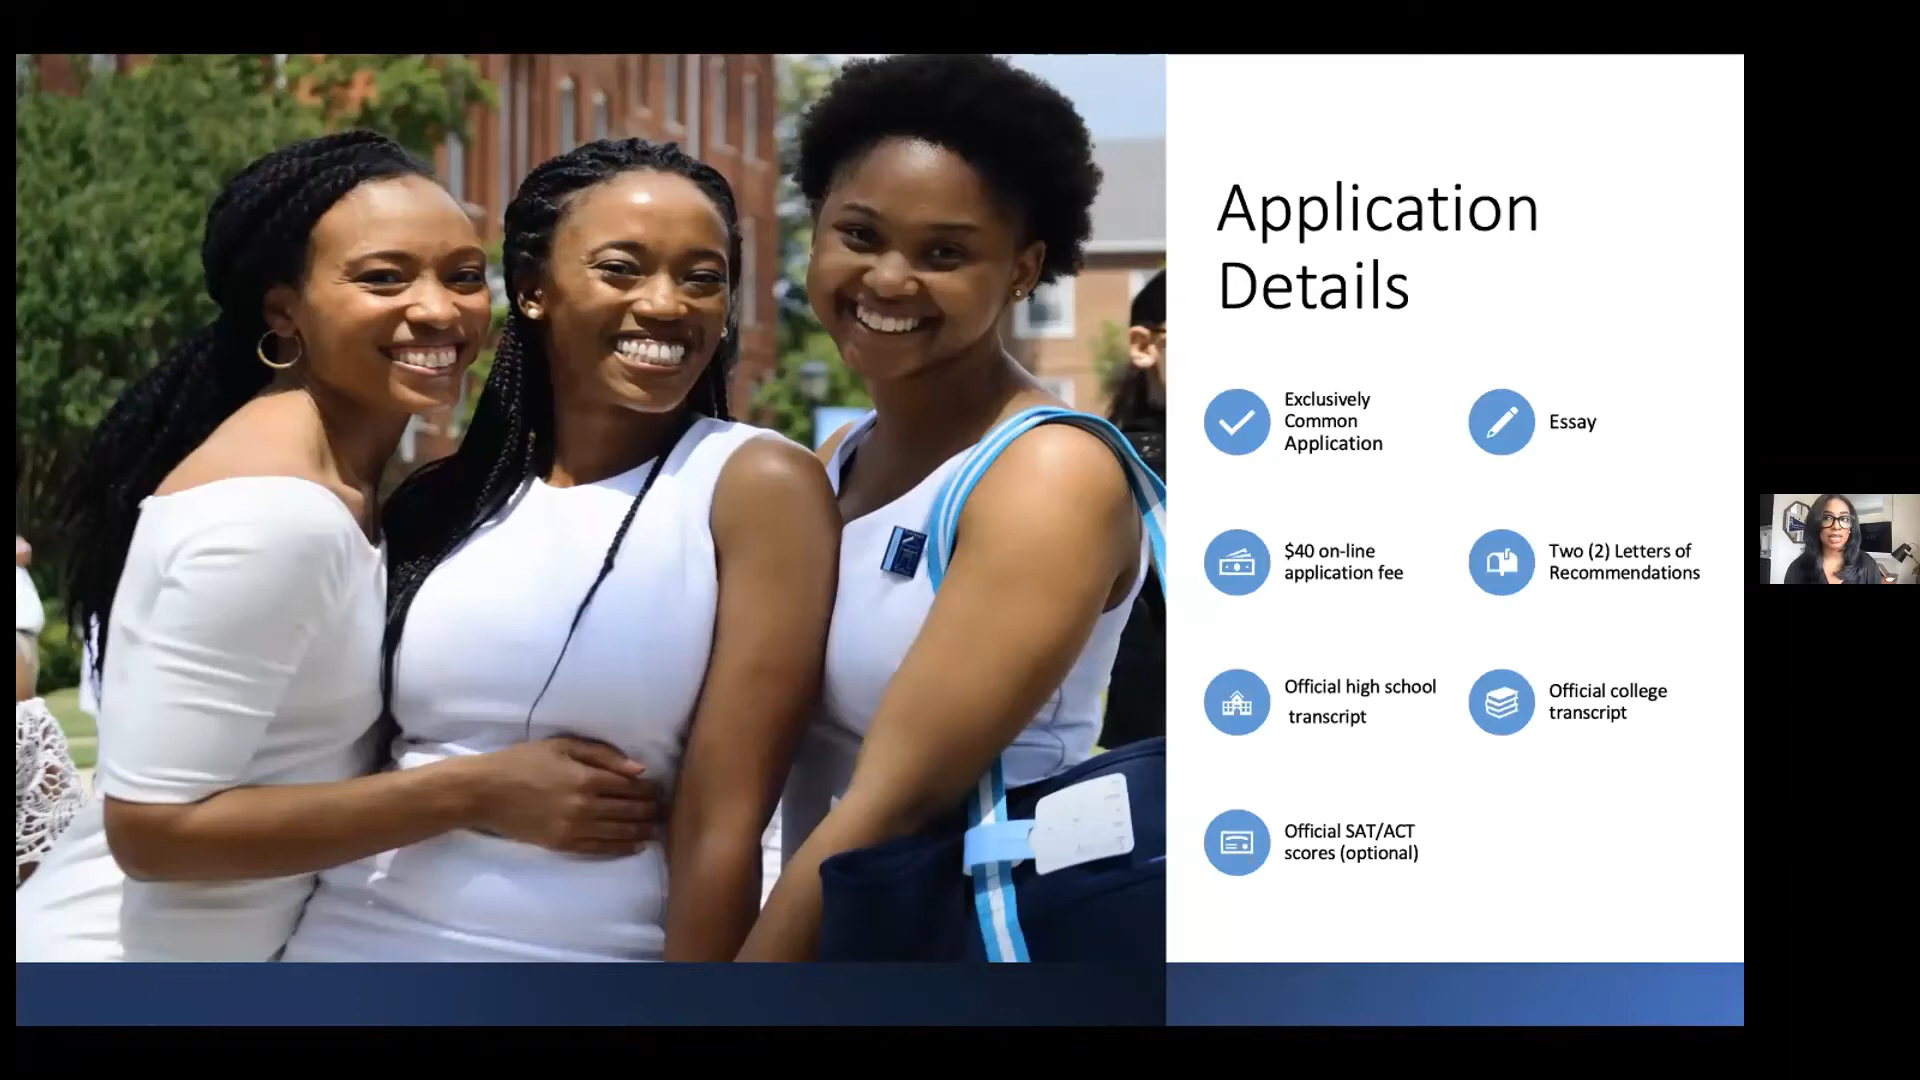 Application
Details
Exclusively
Common
Application
Essay
$40 on-line
application fee
Two (2) Letters of
Recommendations
Official high school
transcript
Official college
transcript
Official SAT/ACT
scores (optional)